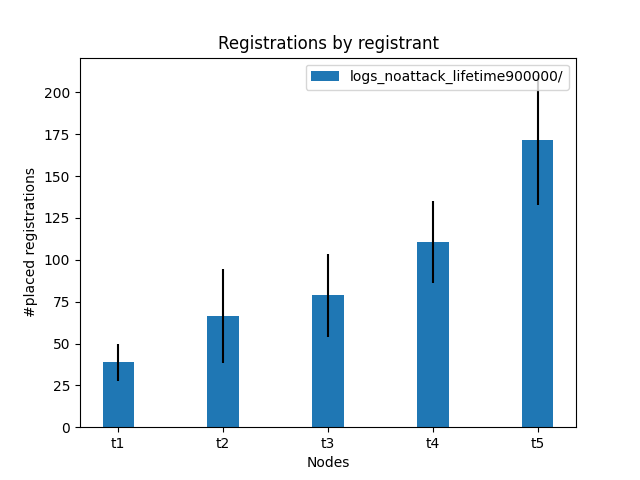 Registrations by registrant
logs_noattack_lifetime900000/
#placed registrations
200
175
150
125
100
75
50
25
0
t1 t2 t3 t4 t5
Nodes